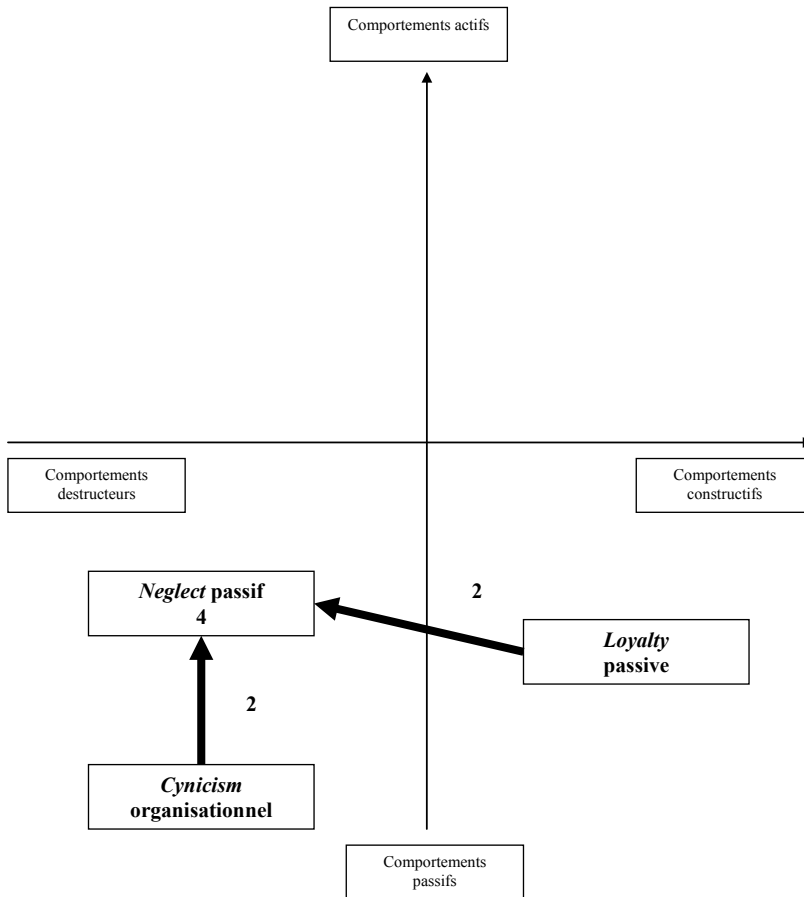 Comportements actifs
Comportements
destructeurs
Comportements
constructifs
Neglect passif
4
2
Loyalty
passive
2
Cynicism
organisationnel
Comportements
passifs